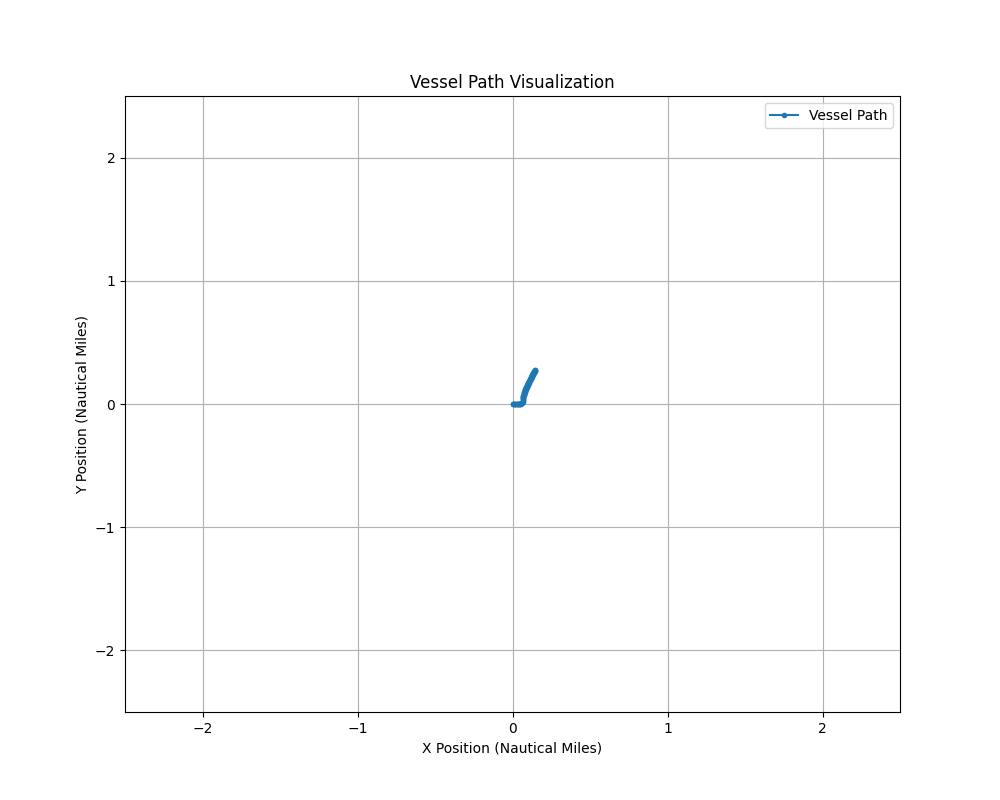 Vessel Path Visualization
Vessel Path
2
1
0
−1
−2
Y Position (Nautical Miles)
−2 −1 0 1 2
X Position (Nautical Miles)